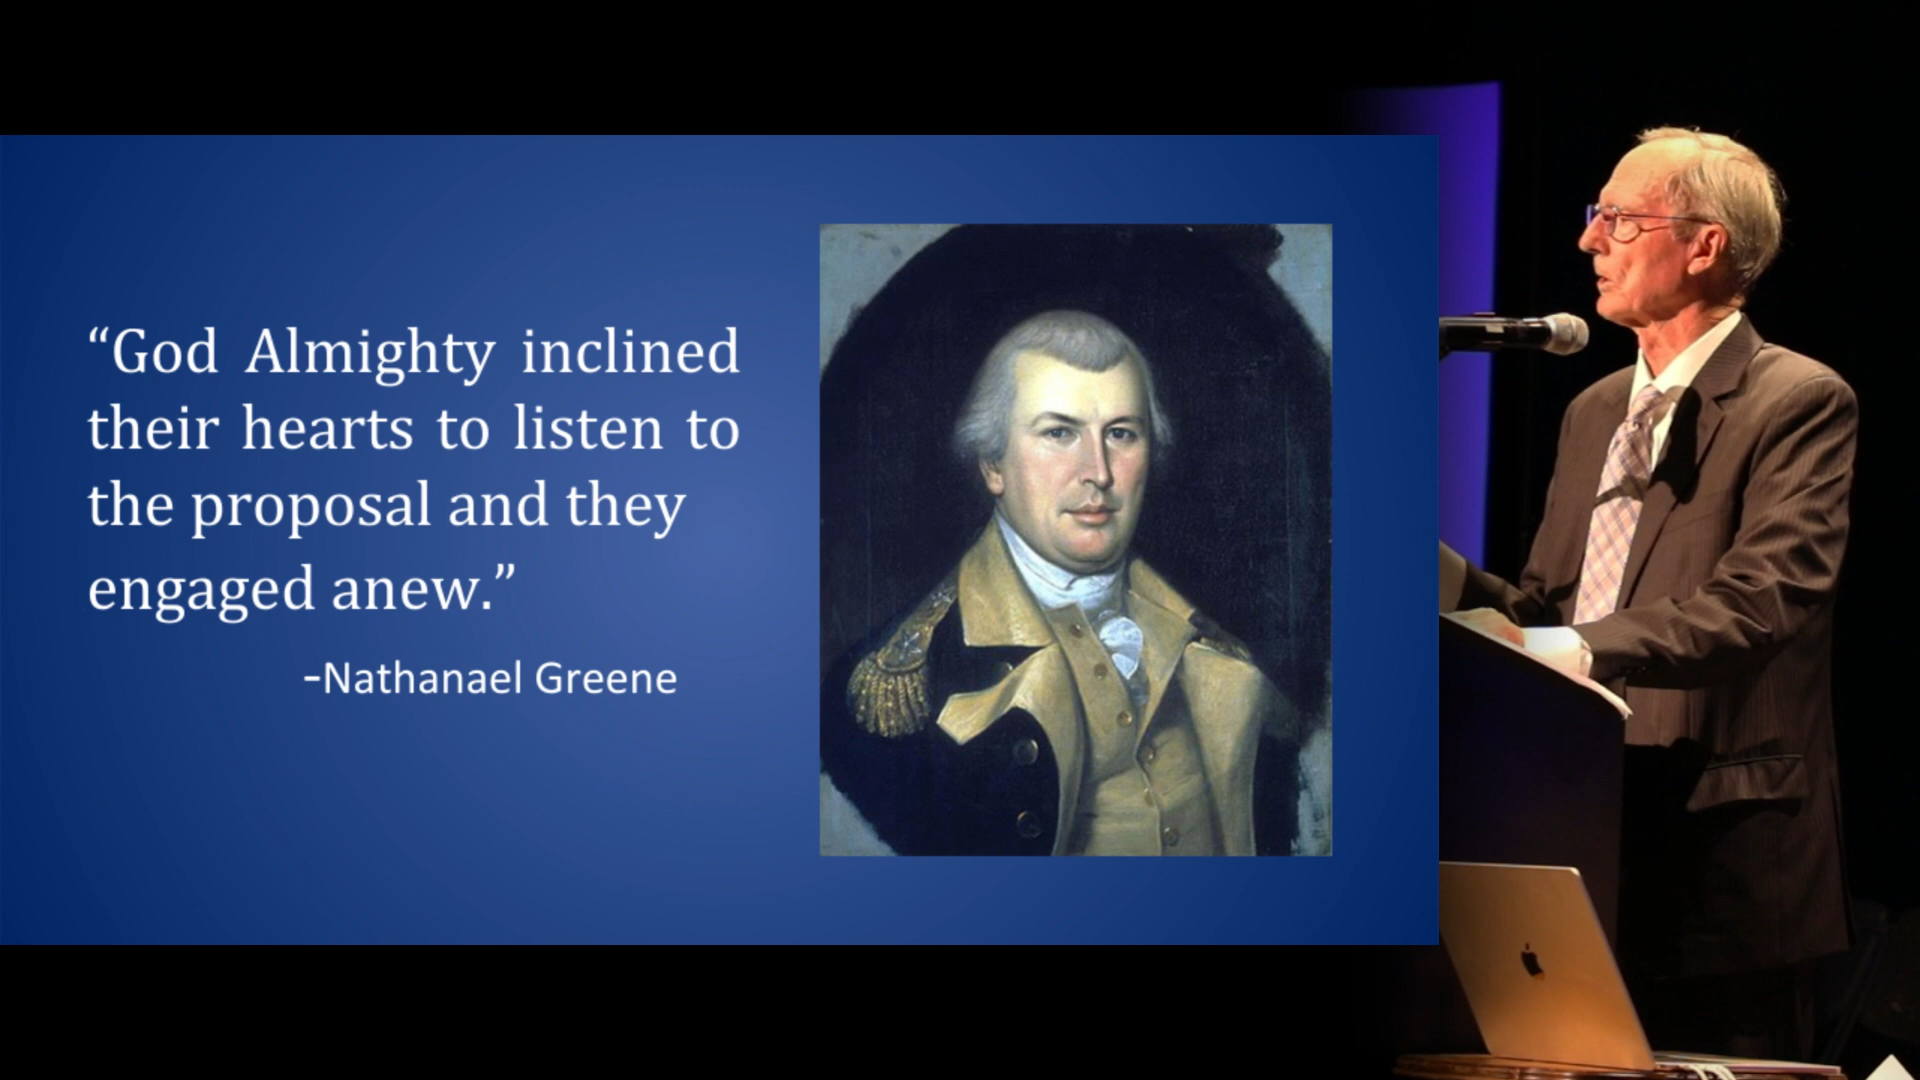 “God Almighty inclined
their hearts to listen to
the proposal and they
engaged anew.”
-Nathanael Greene